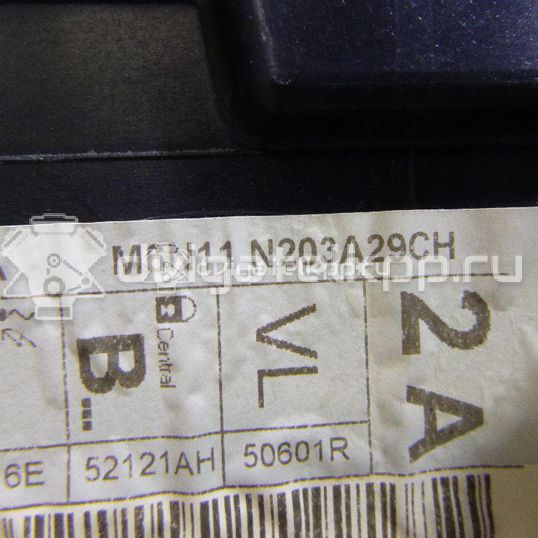 N203A29CH
2A
VL
B...
Central
6E
52121AH
50601R